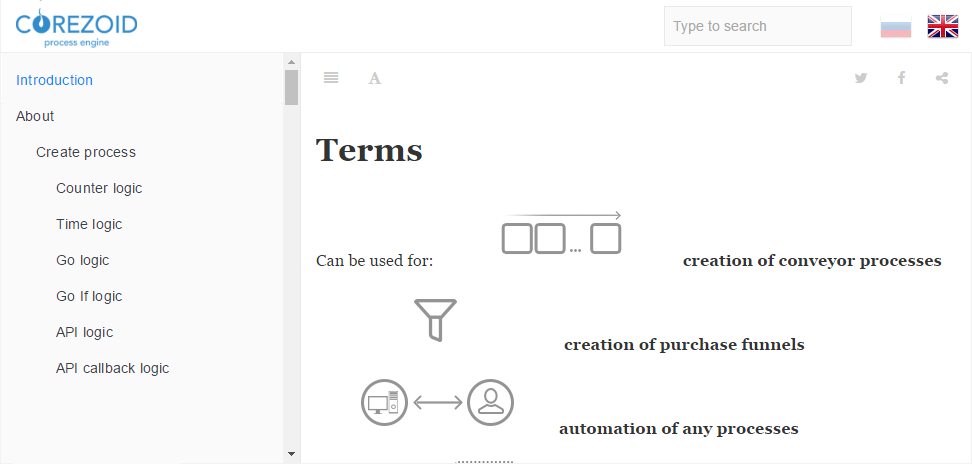 COREZOID
process engine
Type to search
Introduction
About
Create process
Counter logic
Time logic
Go logic
Go If logic
API logic
API callback logic
A
Terms
Can be used for: creation of conveyor processes
creation of purchase funnels
automation of any processes